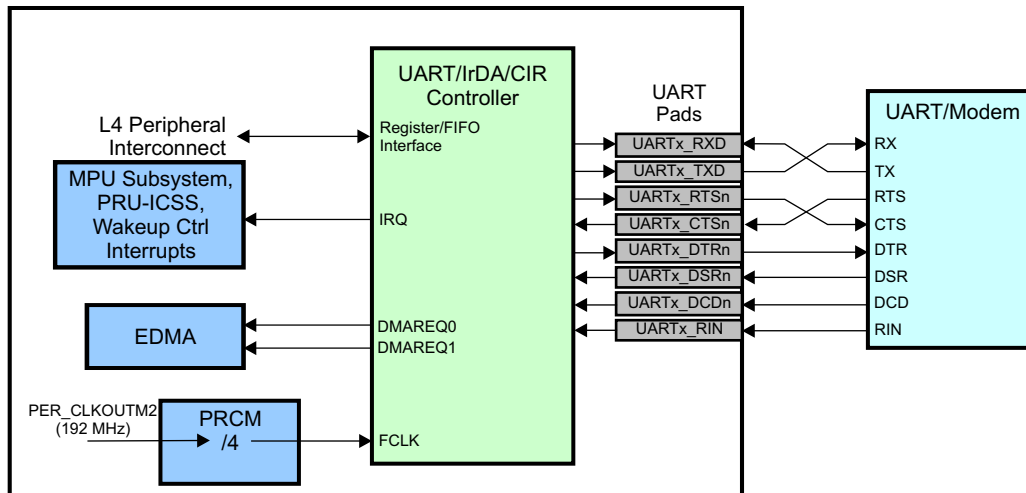 UART/IrDA/CIR
Controller
UART
Pads
UART/Modem
L4 Peripheral
Interconnect
Register/FIFO
Interface
MPU Subsystem,
PRU-ICSS,
Wakeup Ctrl
Interrupts
IRQ
EDMA
DMAREQ0
DMAREQ1
PER_CLKOUTM2
(192 MHz)
PRCM
/4
FCLK
UARTx_RXD
UARTx_TXD
UARTx_RTSn
UARTx_CTSn
UARTx_DTRn
UARTx_DSRn
UARTx_DCDn
UARTx_RIN
RX
TX
RTS
CTS
DTR
DSR
DCD
RIN